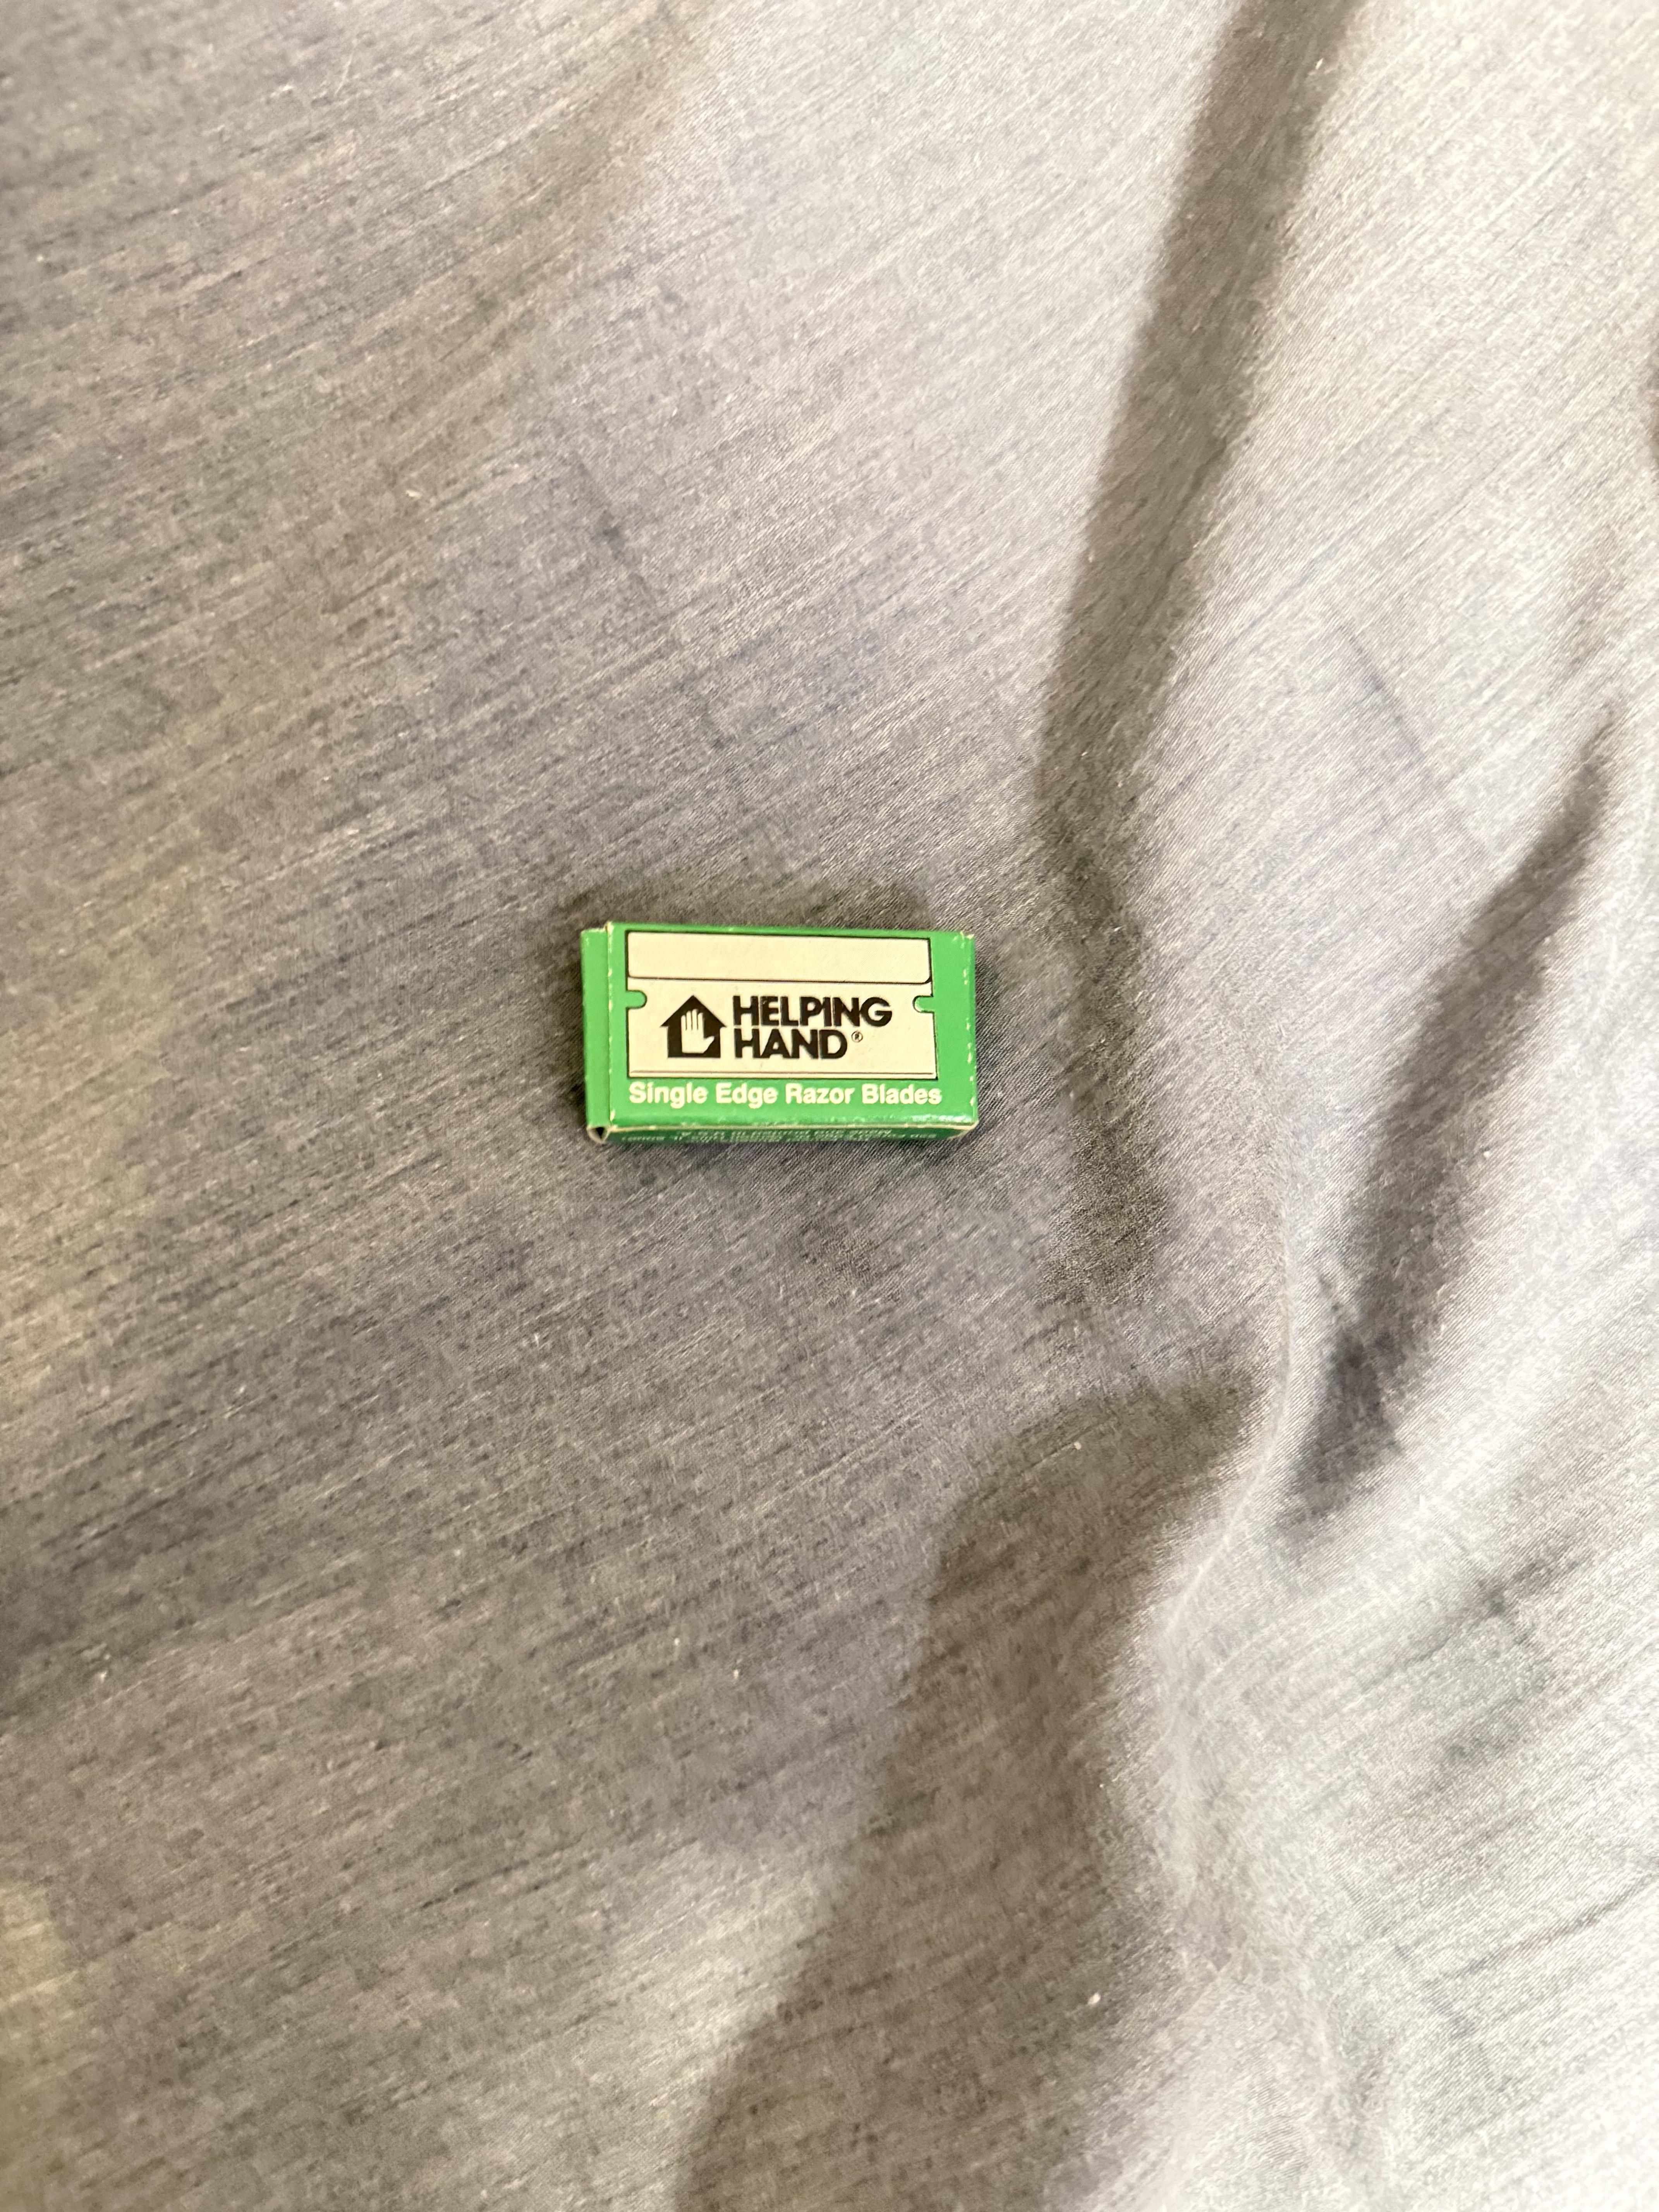 HELPING
HAND®
Single Edge Razor Blades